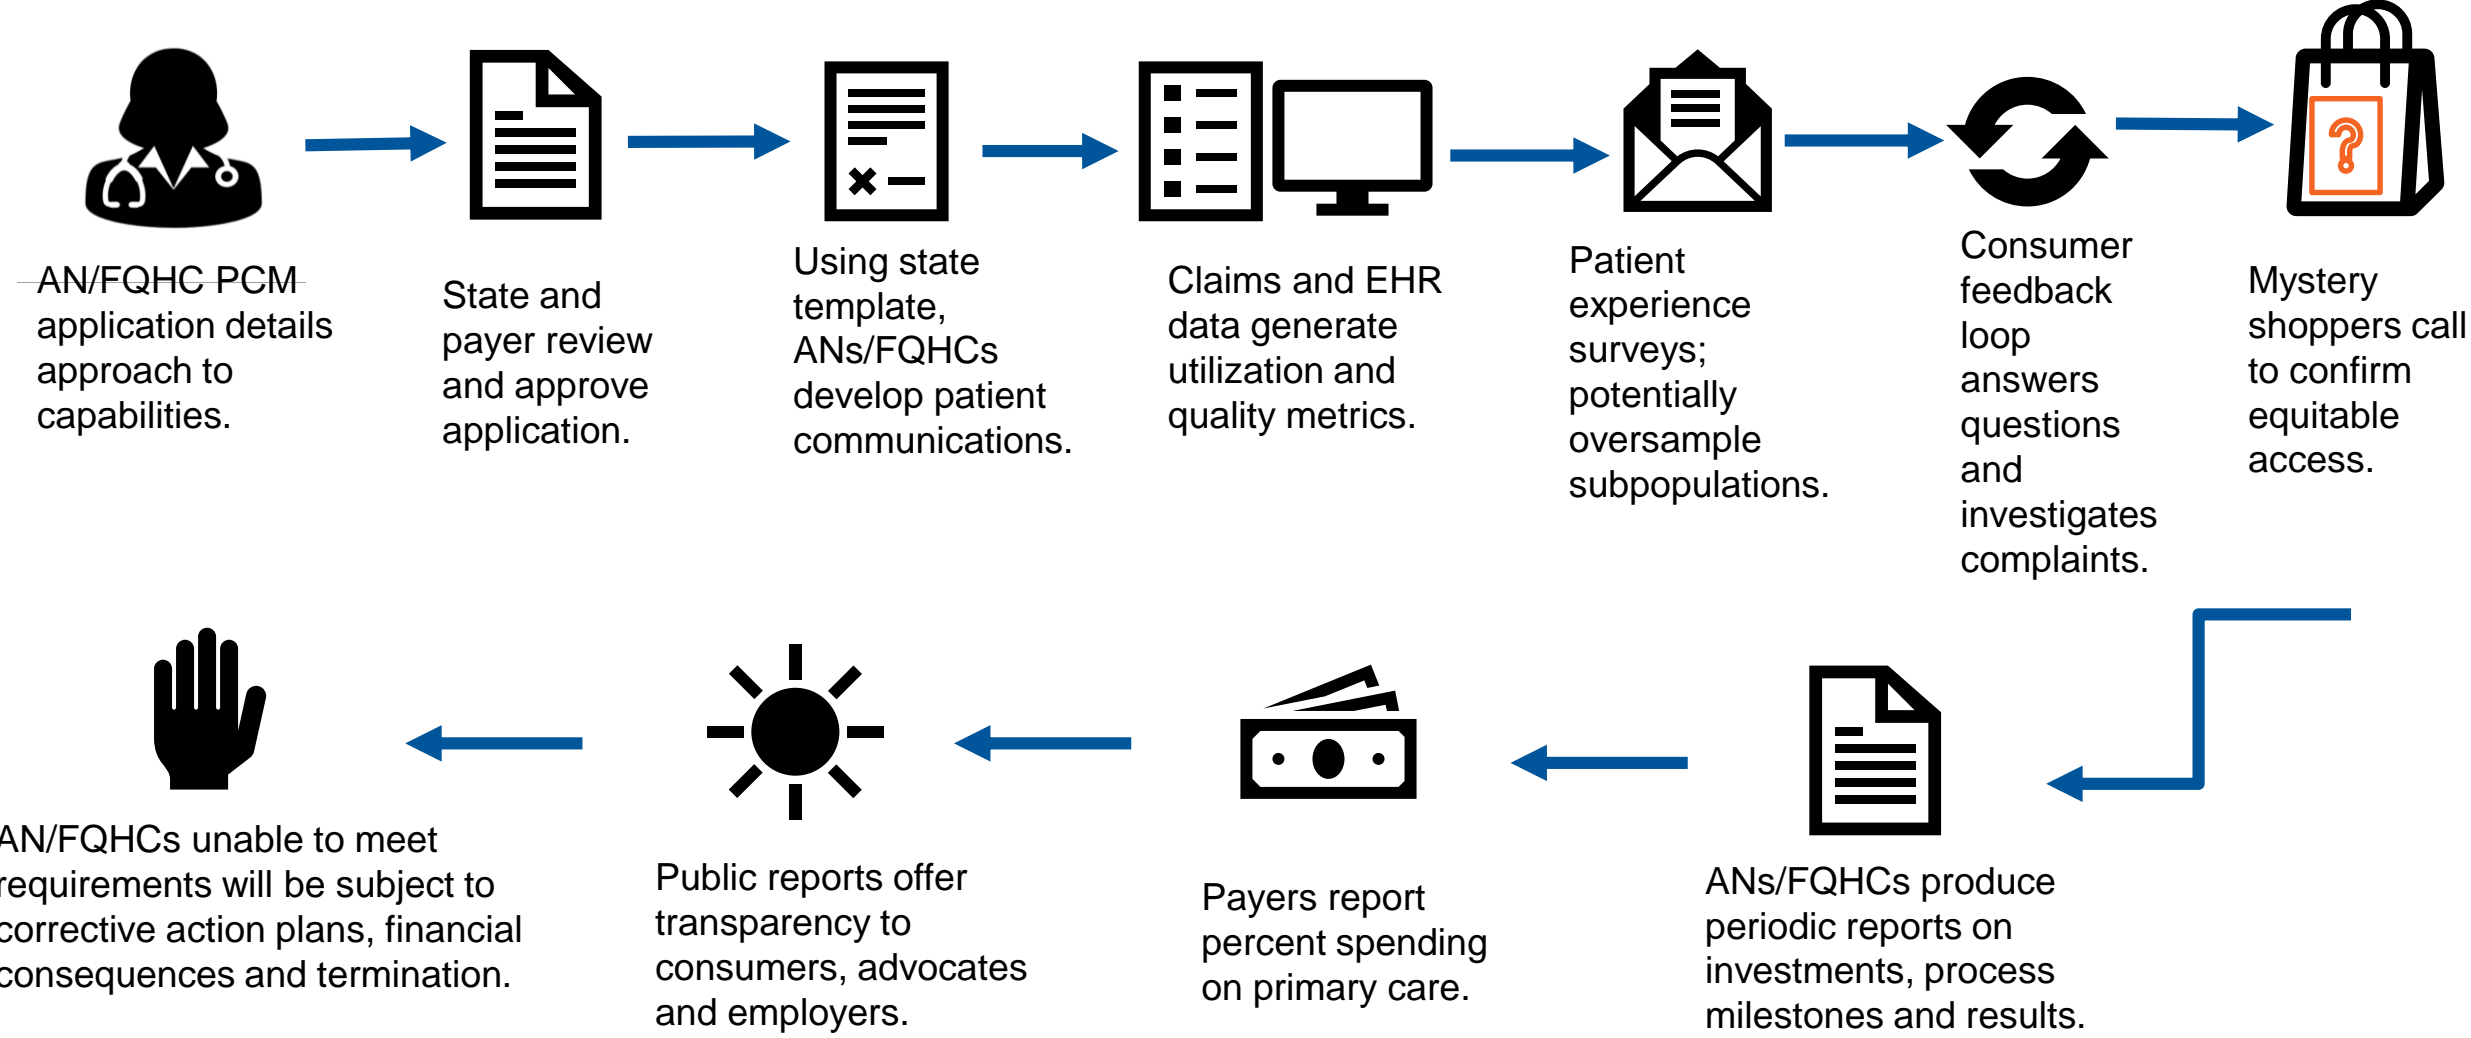 AN/FQHC PCM
application details
approach to
capabilities.
State and
payer review
and approve
application.
Using state
template,
ANs/FQHCs
develop patient
communications.
Claims and EHR
data generate
utilization and
quality metrics.
Patient
experience
surveys;
potentially
oversample
subpopulations.
Consumer
feedback
loop
answers
questions
and
investigates
complaints.
?
Mystery
shoppers call
to confirm
equitable
access.
ANs/FQHCs produce
periodic reports on
investments, process
milestones and results.
Payers report
percent spending
on primary care.
Public reports offer
transparency to
consumers, advocates
and employers.
AN/FQHCs unable to meet
requirements will be subject to
corrective action plans, financial
consequences and termination.